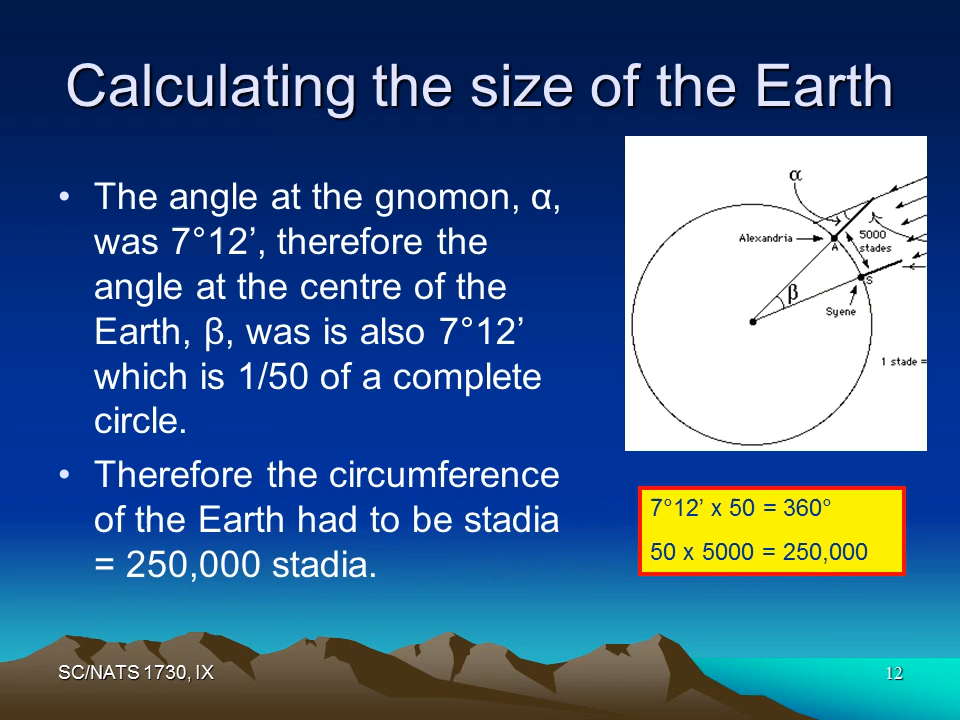 Calculating the size of the Earth
• The angle at the gnomon, α,
was 7°12’, therefore the
angle at the centre of the
Earth, β, was is also 7°12’
which is 1/50 of a complete
circle.
• Therefore the circumference
of the Earth had to be stadia
= 250,000 stadia.
α
Alexandria
A
5000
stades
S
β
Syene
1 stade =
7°12’ x 50 = 360°
50 x 5000 = 250,000
SC/NATS 1730, IX
12